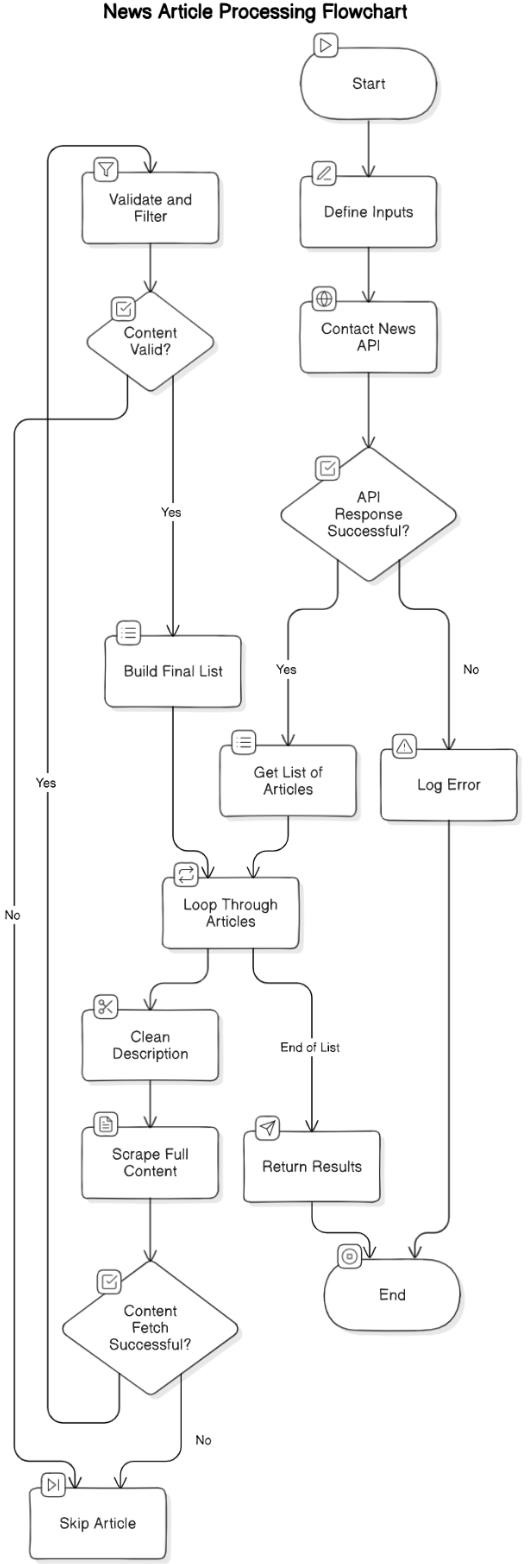 News Article Processing Flowchart
Start
Define Inputs
Contact News
API
API
Response
Successful?
Yes
No
Get List of
Articles
Log Error
Validate and
Filter
Content
Valid?
Yes
Build Final List
Loop Through
Articles
Clean
Description
End of List
Scrape Full
Content
Return Results
Content
Fetch
Successful?
End
Yes
No
No
Skip Article